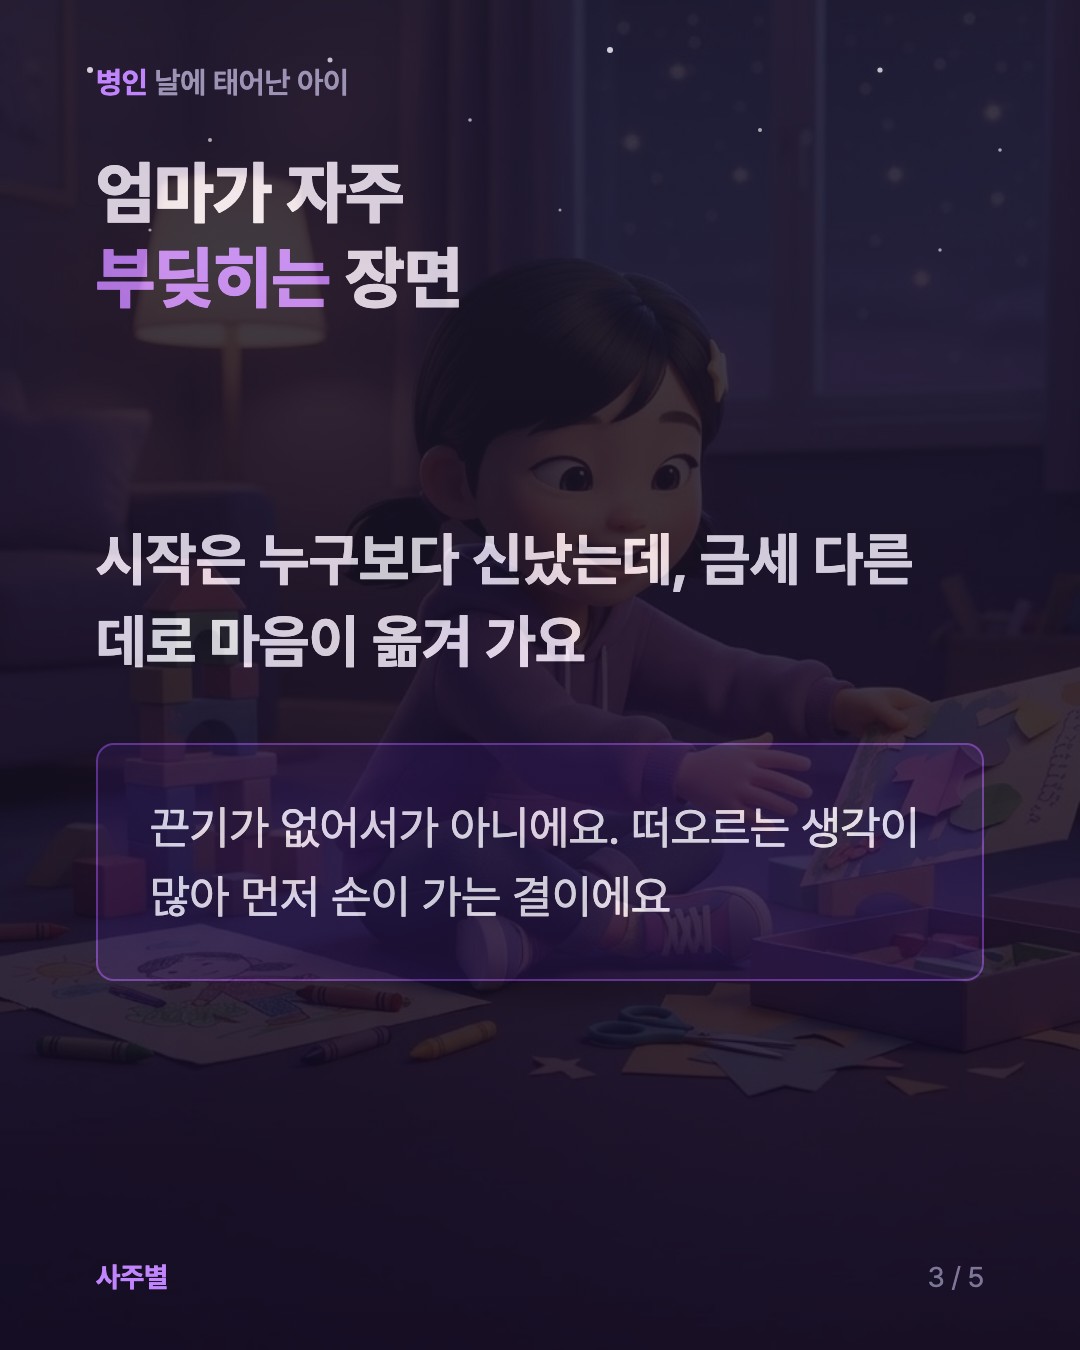 병인 날에 태어난 아이
엄마가 자주
부딪히는 장면
시작은 누구보다 신났는데, 금세 다른
데로 마음이 옮겨 가요
끈기가 없어서가 아니에요. 떠오르는 생각이
많아 먼저 손이 가는 결이에요
사주별
3 / 5